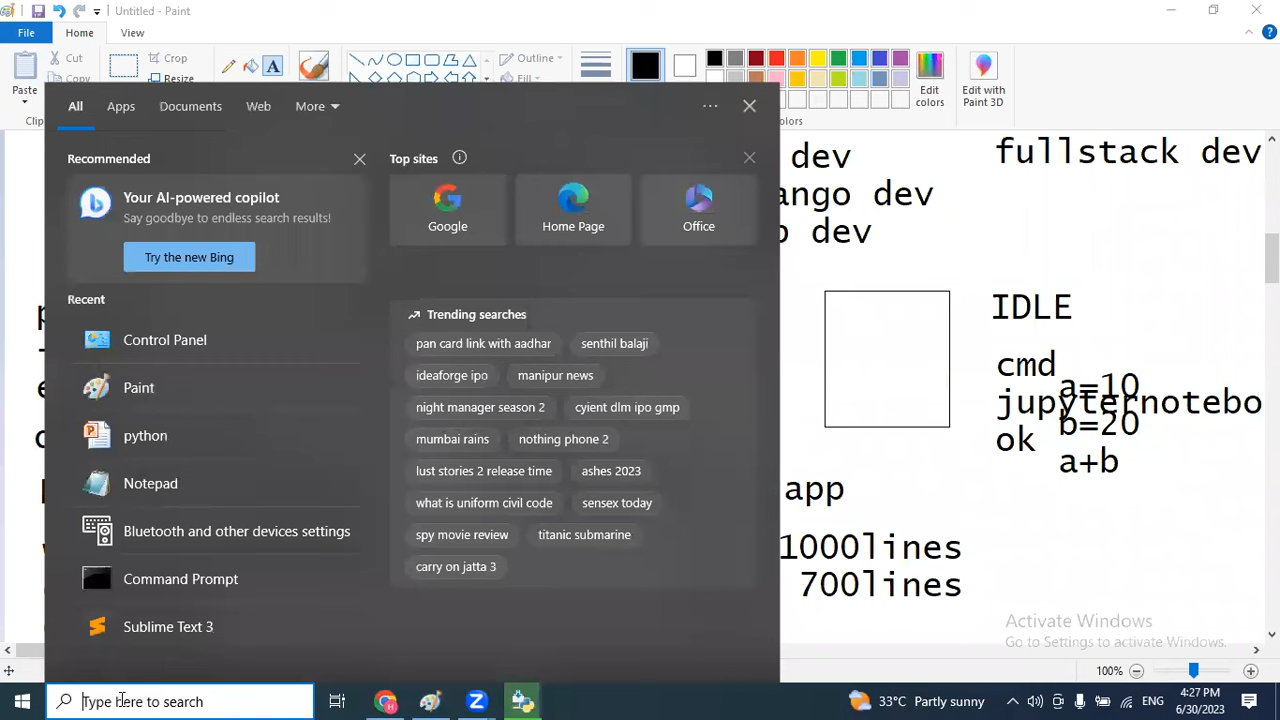 Untitled - Paint
File
Home
View
Paste
Cut
Copy
Crop
Resize
A
Outline
Fill
Edit colors
Edit with Paint 3D
All
Apps
Documents
Web
More
Recommended
Your AI-powered copilot
Say goodbye to endless search results!
Try the new Bing
Top sites
Google
Home Page
Office
Recent
Control Panel
Paint
python
Notepad
Bluetooth and other devices settings
Command Prompt
Sublime Text 3
Trending searches
pan card link with aadhar
senthil balaji
ideaforge ipo
manipur news
night manager season 2
cyient dlm ipo gmp
mumbai rains
nothing phone 2
lust stories 2 release time
ashes 2023
what is uniform civil code
sensex today
spy movie review
titanic submarine
carry on jatta 3
dev
fullstack dev
ango dev
dev
IDLE
cmd
jupyternotebo
ok
a=10
b=20
a+b
app
1000lines
700lines
Activate Windows
Go to Settings to activate Windows.
100%
Type here to search
33°C Partly sunny
ENG
4:27 PM
6/30/2023